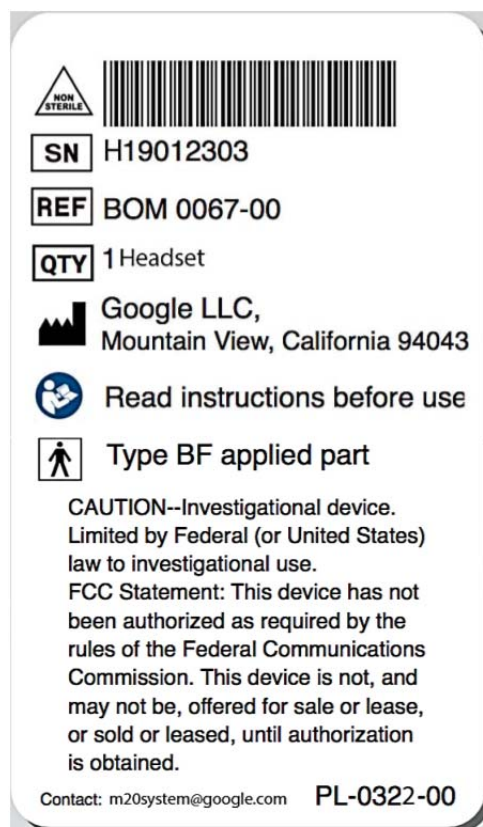 NON
STERILE
SN H19012303
REF BOM 0067-00
QTY 1 Headset
Google LLC,
Mountain View, California 94043
Read instructions before use
Type BF applied part
CAUTION--Investigational device.
Limited by Federal (or United States)
law to investigational use.
FCC Statement: This device has not
been authorized as required by the
rules of the Federal Communications
Commission. This device is not, and
may not be, offered for sale or lease,
or sold or leased, until authorization
is obtained.
Contact: m20system@google.com PL-0322-00